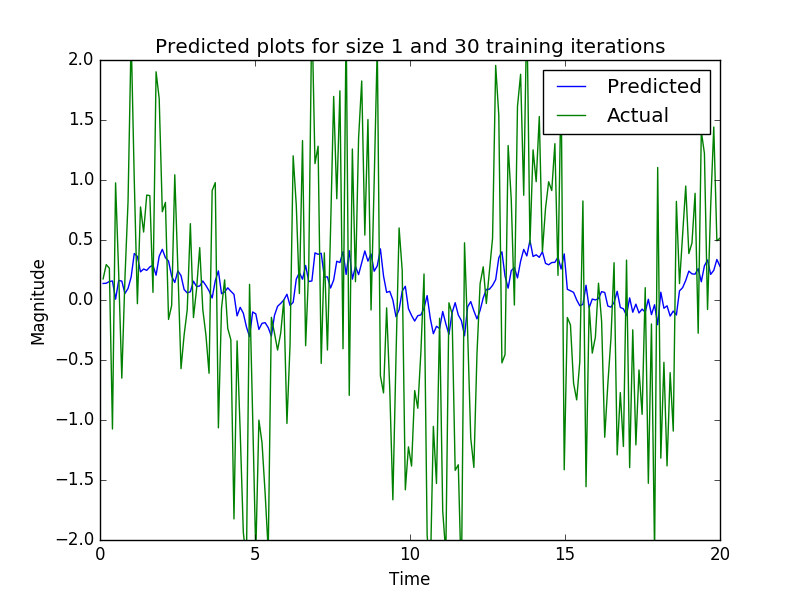 Predicted plots for size 1 and 30 training iterations
Predicted
Actual
2.0
1.5
1.0
0.5
0.0
−0.5
−1.0
−1.5
−2.0
Magnitude
0 5 10 15 20
Time